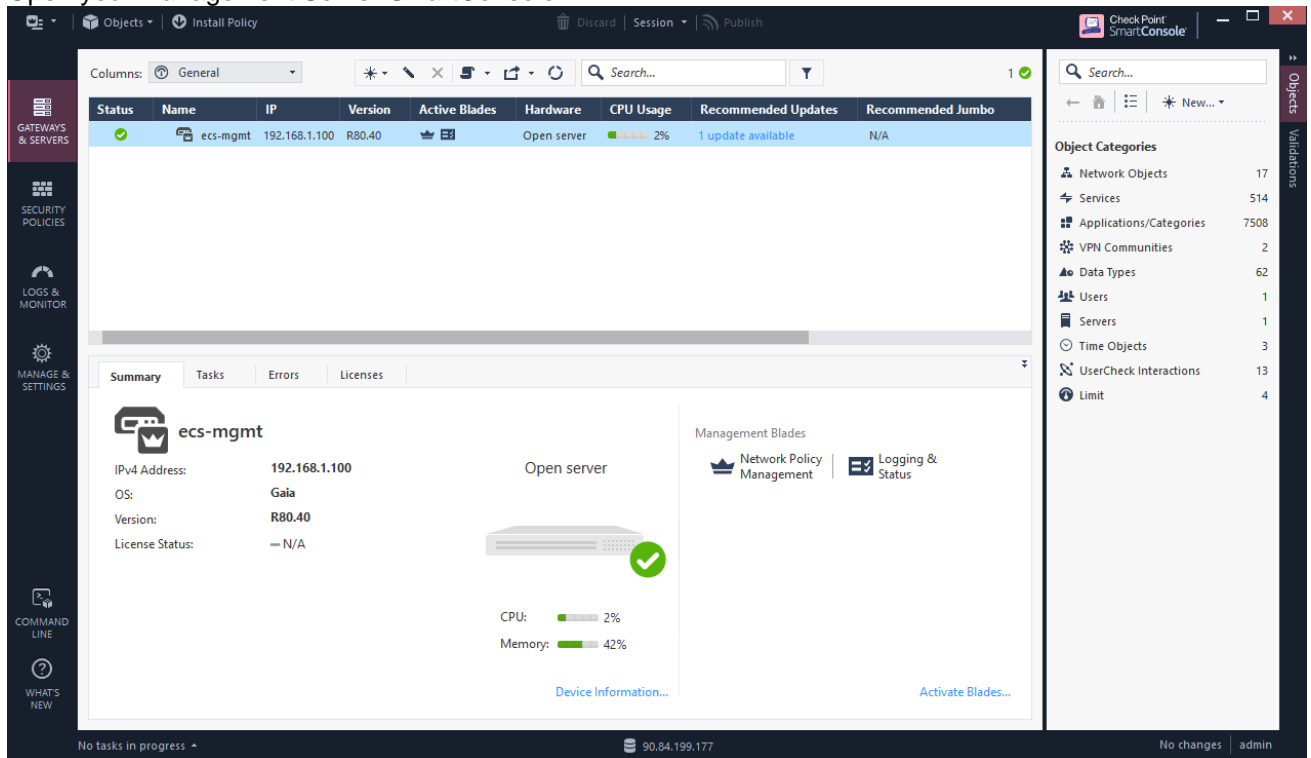 Objects
Install Policy
Discard
Session
Publish
Check Point
SmartConsole
Columns:
General
Search...
1
Status Name IP Version Active Blades Hardware CPU Usage Recommended Updates Recommended Jumbo
ecs-mgmt 192.168.1.100 R80.40 Open server 2% 1 update available N/A
GATEWAYS
& SERVERS
SECURITY
POLICIES
LOGS &
MONITOR
MANAGE &
SETTINGS
COMMAND
LINE
WHAT'S
NEW
Summary Tasks Errors Licenses
ecs-mgmt
IPv4 Address: 192.168.1.100
OS: Gaia
Version: R80.40
License Status: — N/A
Open server
CPU: 2%
Memory: 42%
Device Information...
Management Blades
Network Policy
Management
Logging &
Status
Activate Blades...
Search...
New...
Object Categories
Network Objects 17
Services 514
Applications/Categories 7508
VPN Communities 2
Data Types 62
Users 1
Servers 1
Time Objects 3
UserCheck Interactions 13
Limit 4
Objects
Validations
No tasks in progress
90.84.199.177
No changes
admin